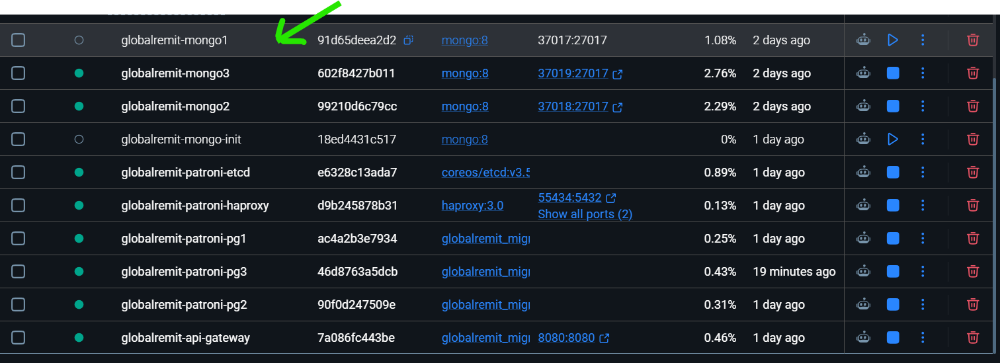 globalremit-mongo1 91d65deea2d2 mongo:8 37017:27017 1.08% 2 days ago
globalremit-mongo3 602f8427b011 mongo:8 37019:27017 2.76% 2 days ago
globalremit-mongo2 99210d6c79cc mongo:8 37018:27017 2.29% 2 days ago
globalremit-mongo-init 18ed4431c517 mongo:8 0% 1 day ago
globalremit-patroni-etcd e6328c13ada7 coreos/etcd:v3.5 0.89% 1 day ago
globalremit-patroni-haproxy d9b245878b31 haproxy:3.0 55434:5432 0.13% 1 day ago
Show all ports (2)
globalremit-patroni-pg1 ac4a2b3e7934 globalremit_migr 0.25% 1 day ago
globalremit-patroni-pg3 46d8763a5dcb globalremit_migr 0.43% 19 minutes ago
globalremit-patroni-pg2 90f0d247509e globalremit_migr 0.31% 1 day ago
globalremit-api-gateway 7a086fc443be globalremit_migr 8080:8080 0.46% 1 day ago